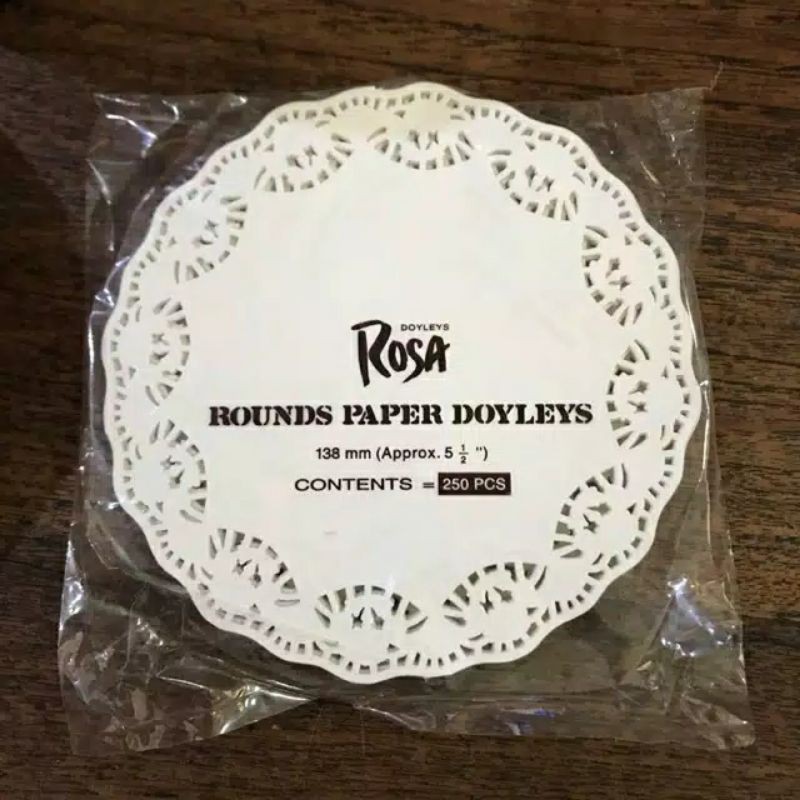 DOYLEYS
ROSA
ROUNDS PAPER DOYLEYS
138 mm (Approx. 5 ½ ")
CONTENTS = 250 PCS